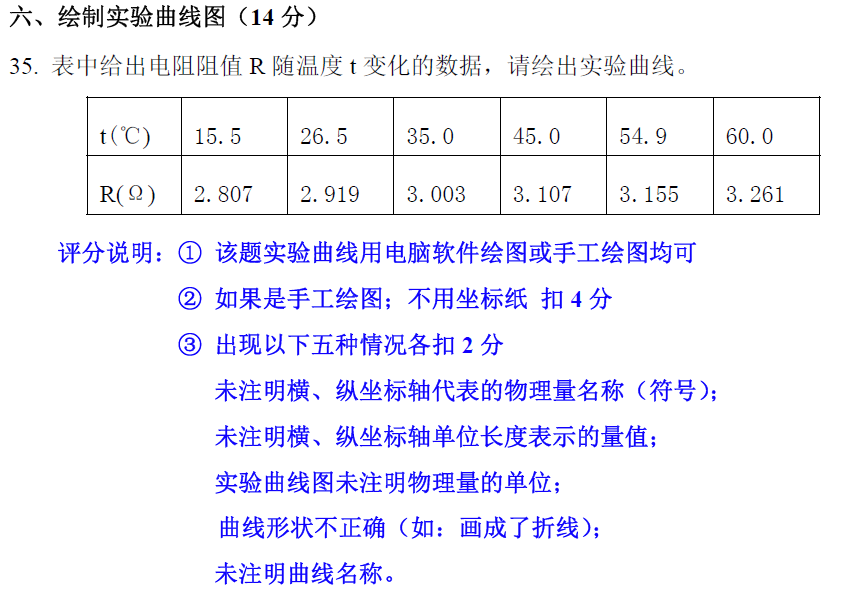 六、绘制实验曲线图（14 分）
35. 表中给出电阻阻值 R 随温度 t 变化的数据，请绘出实验曲线。
t(℃) 15.5 26.5 35.0 45.0 54.9 60.0
R(Ω) 2.807 2.919 3.003 3.107 3.155 3.261
评分说明：① 该题实验曲线用电脑软件绘图或手工绘图均可
② 如果是手工绘图；不用坐标纸 扣 4 分
③ 出现以下五种情况各扣 2 分
未注明横、纵坐标轴代表的物理量名称（符号）；
未注明横、纵坐标轴单位长度表示的量值；
实验曲线图未注明物理量的单位；
曲线形状不正确（如：画成了折线）；
未注明曲线名称。